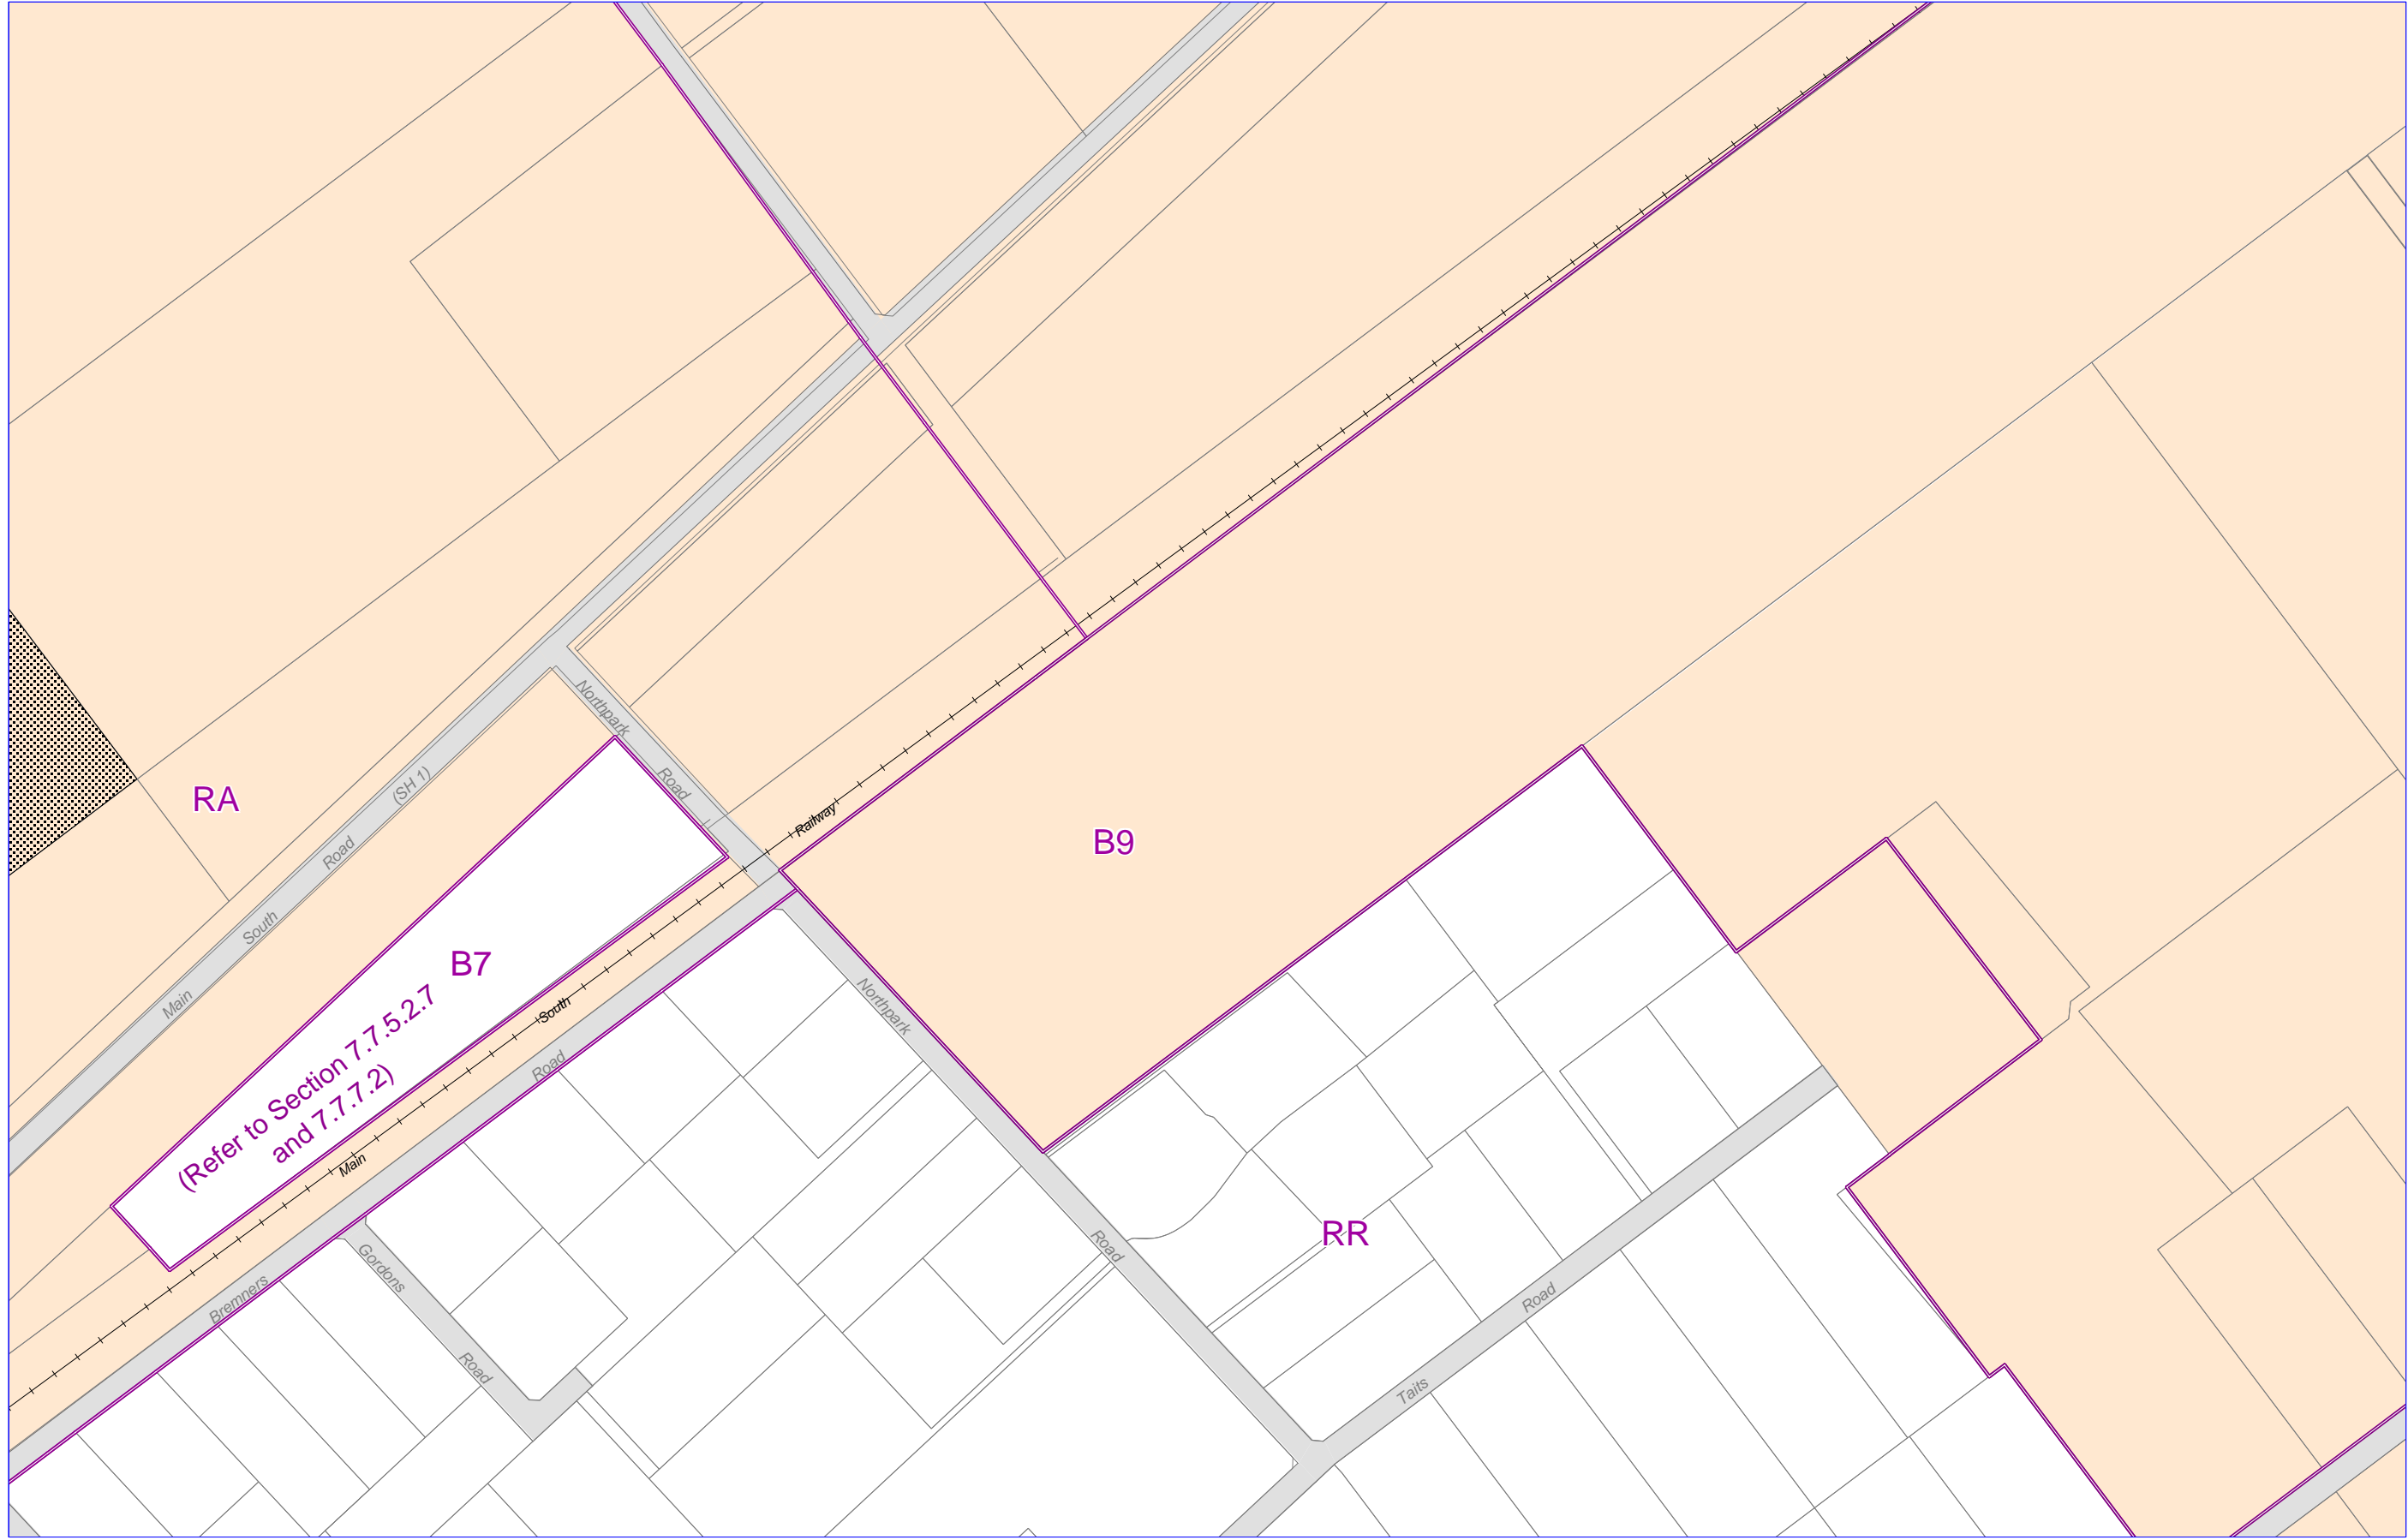 Northpark
Road
(SH 1)
Road
South
Main
RA
Railway
B9
B7
(Refer to Section 7.7.5.2.7
and 7.7.7.2)
South
Main
Road
Bremners
Gordons
Road
Northpark
Road
RR
Road
Taits